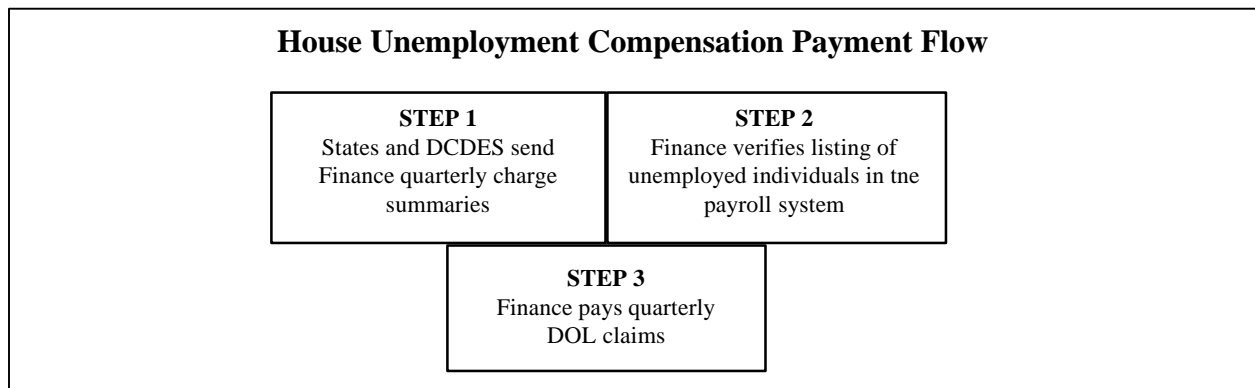 House Unemployment Compensation Payment Flow
STEP 1
States and DCDES send
Finance quarterly charge
summaries
STEP 2
Finance verifies listing of
unemployed individuals in tne
payroll system
STEP 3
Finance pays quarterly
DOL claims